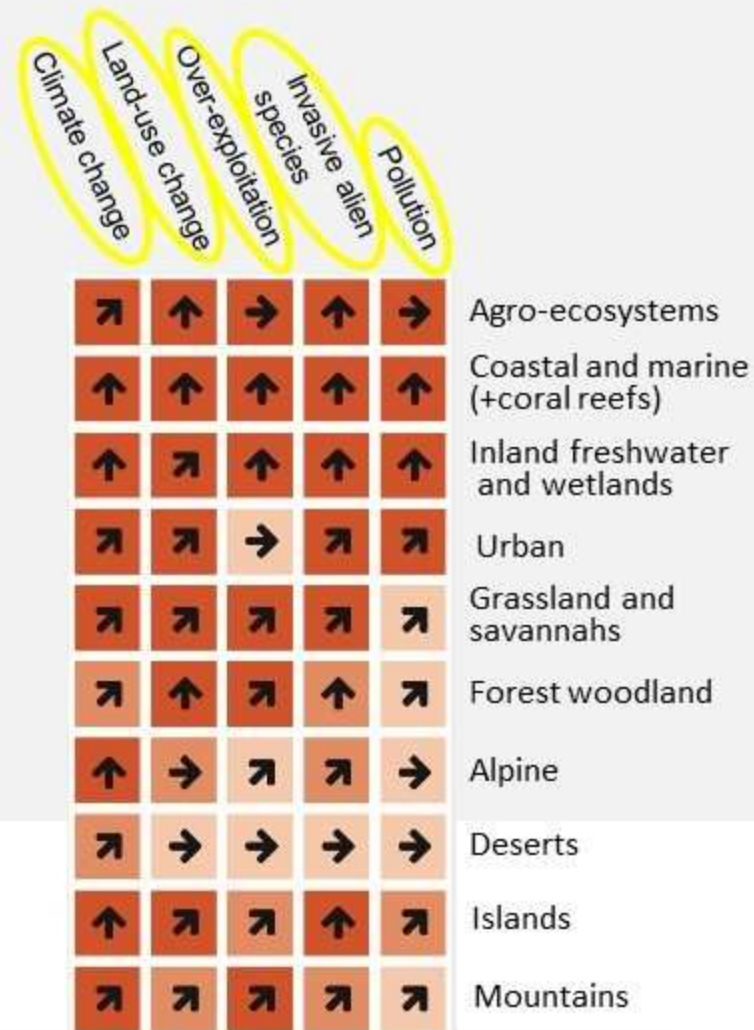 Climate change
Land-use change
Over-exploitation
Invasive alien
species
Pollution
Agro-ecosystems
Coastal and marine
(+coral reefs)
Inland freshwater
and wetlands
Urban
Grassland and
savannahs
Forest woodland
Alpine
Deserts
Islands
Mountains